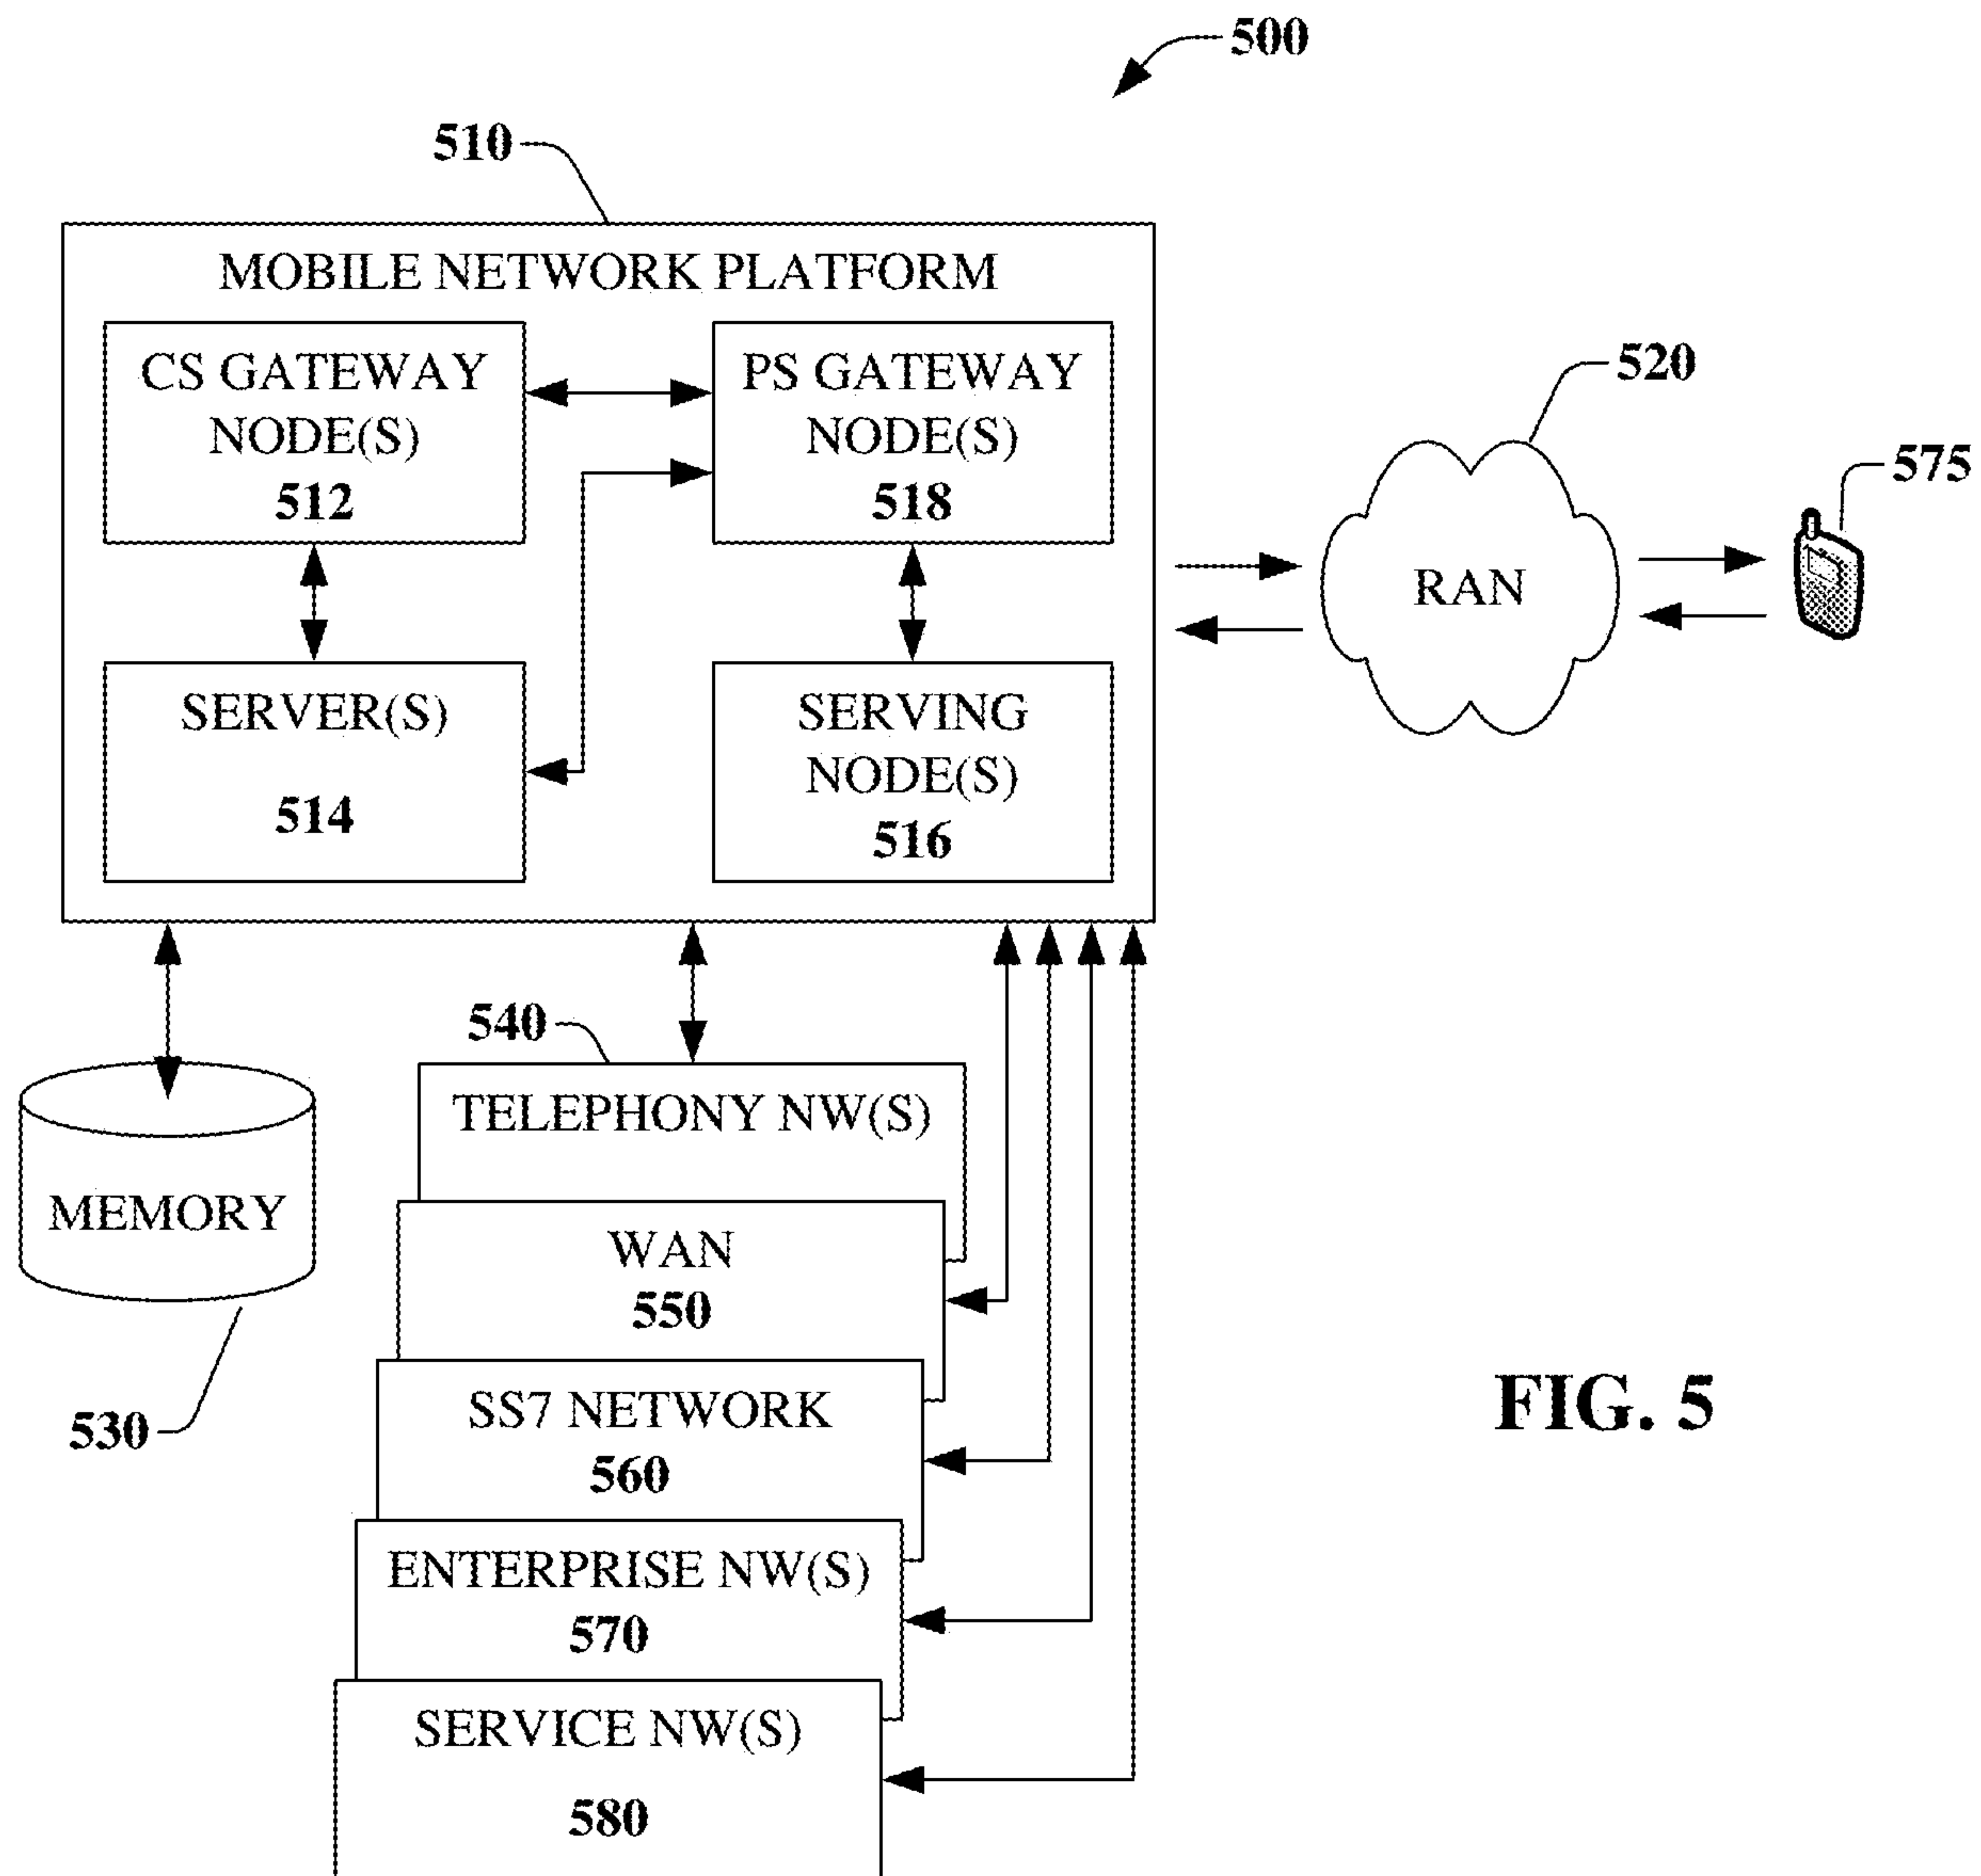 500
510
MOBILE NETWORK PLATFORM
CS GATEWAY
NODE(S)
512
PS GATEWAY
NODE(S)
518
SERVER(S)
514
SERVING
NODE(S)
516
520
RAN
575
540
TELEPHONY NW(S)
MEMORY
530
WAN
550
SS7 NETWORK
560
ENTERPRISE NW(S)
570
SERVICE NW(S)
580
FIG. 5